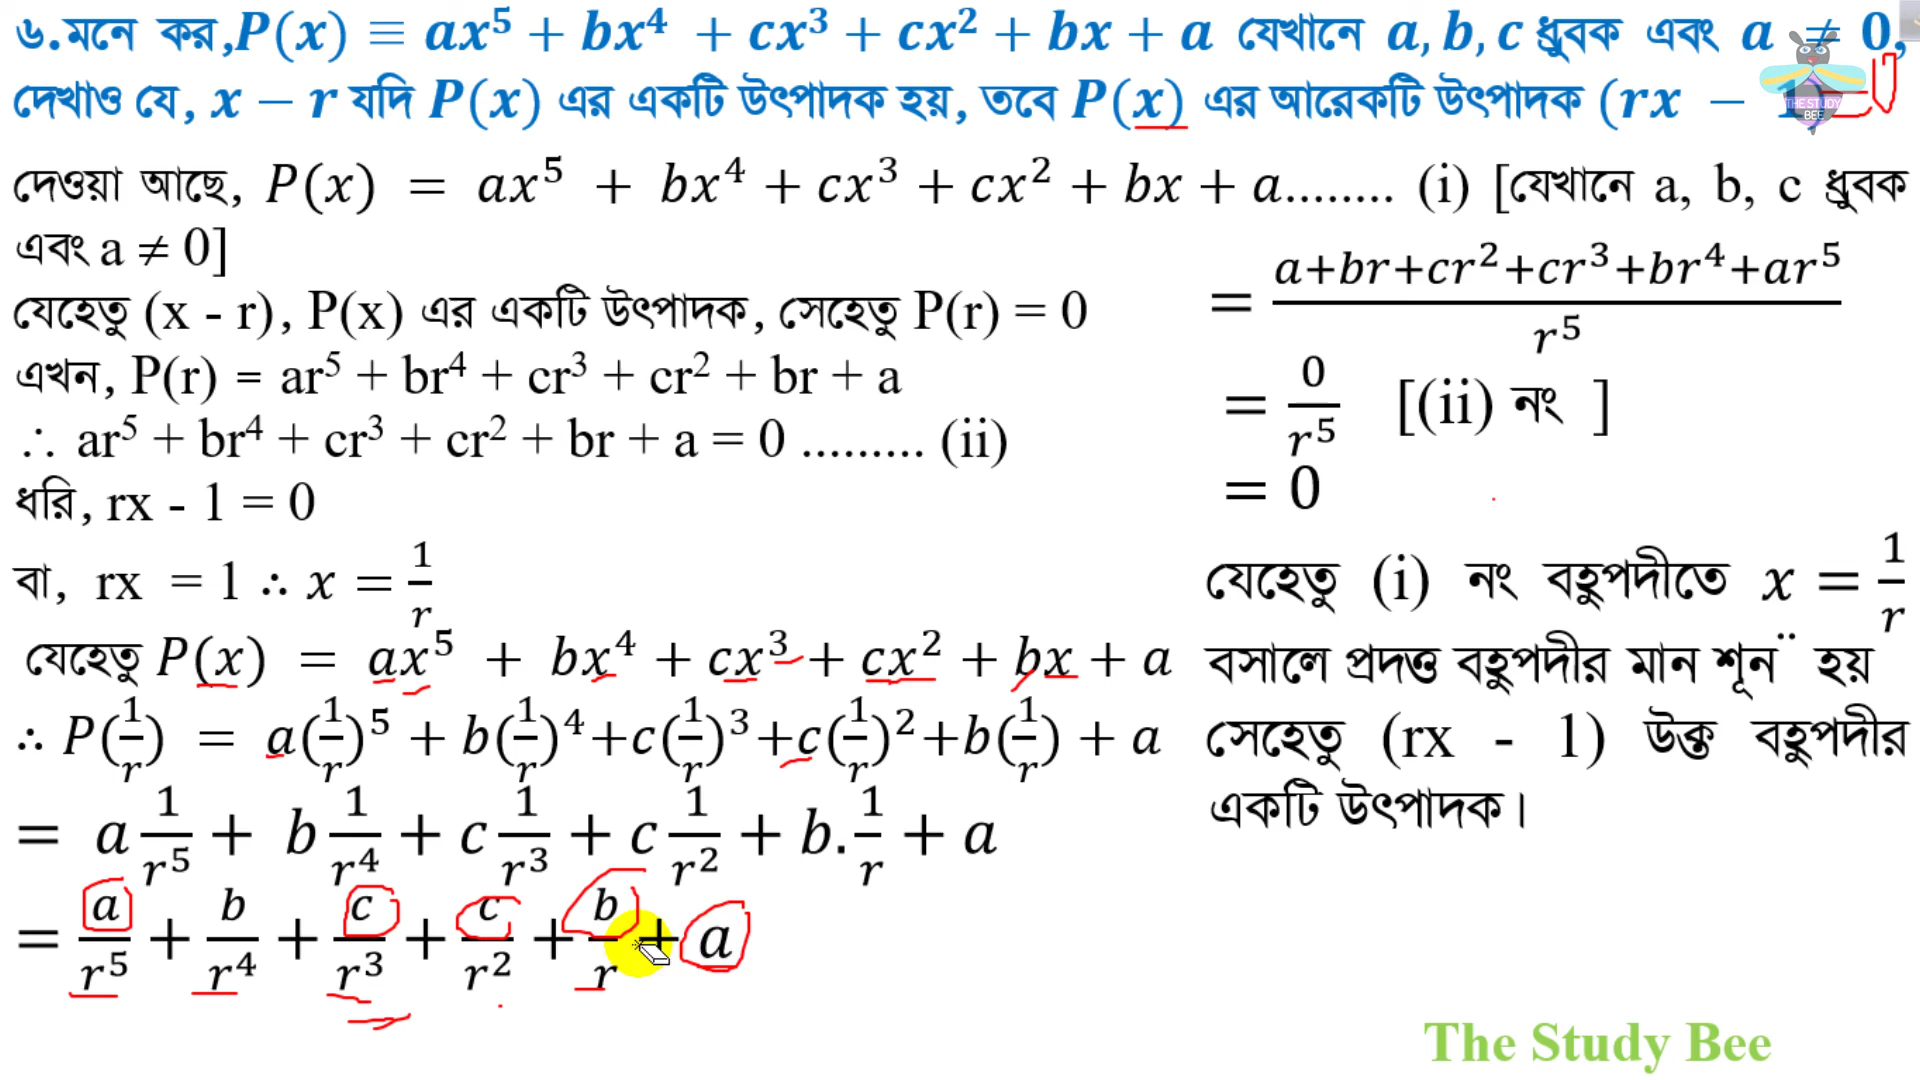 ৬.মনে কর,P(x) ≡ ax⁵ + bx⁴ + cx³ + cx² + bx + a যেখানে a, b, c ধ্রুবক এবং a ≠ 0,
দেখাও যে, x − r যদি P(x) এর একটি উৎপাদক হয়, তবে P(x) এর আরেকটি উৎপাদক (rx − 1)
THE STUDY
BEE
দেওয়া আছে, P(x) = ax⁵ + bx⁴ + cx³ + cx² + bx + a........ (i) [যেখানে a, b, c ধ্রুবক
এবং a ≠ 0]
যেহেতু (x - r), P(x) এর একটি উৎপাদক, সেহেতু P(r) = 0
এখন, P(r) = ar⁵ + br⁴ + cr³ + cr² + br + a
∴ ar⁵ + br⁴ + cr³ + cr² + br + a = 0 ......... (ii)
ধরি, rx - 1 = 0
বা, rx = 1 ∴ x = 1/r
যেহেতু P(x) = ax⁵ + bx⁴ + cx³ + cx² + bx + a
∴ P(1/r) = a(1/r)⁵ + b(1/r)⁴+c(1/r)³+c(1/r)²+b(1/r) + a
= a 1/r⁵ + b 1/r⁴ + c 1/r³ + c 1/r² + b. 1/r + a
= a/r⁵ + b/r⁴ + c/r³ + c/r² + b/r + a
= (a+br+cr²+cr³+br⁴+ar⁵)/r⁵
= 0/r⁵ [(ii) নং ]
= 0
যেহেতু (i) নং বহুপদীতে x = 1/r
বসালে প্রদত্ত বহুপদীর মান শূন¨ হয়
সেহেতু (rx - 1) উক্ত বহুপদীর
একটি উৎপাদক।
The Study Bee